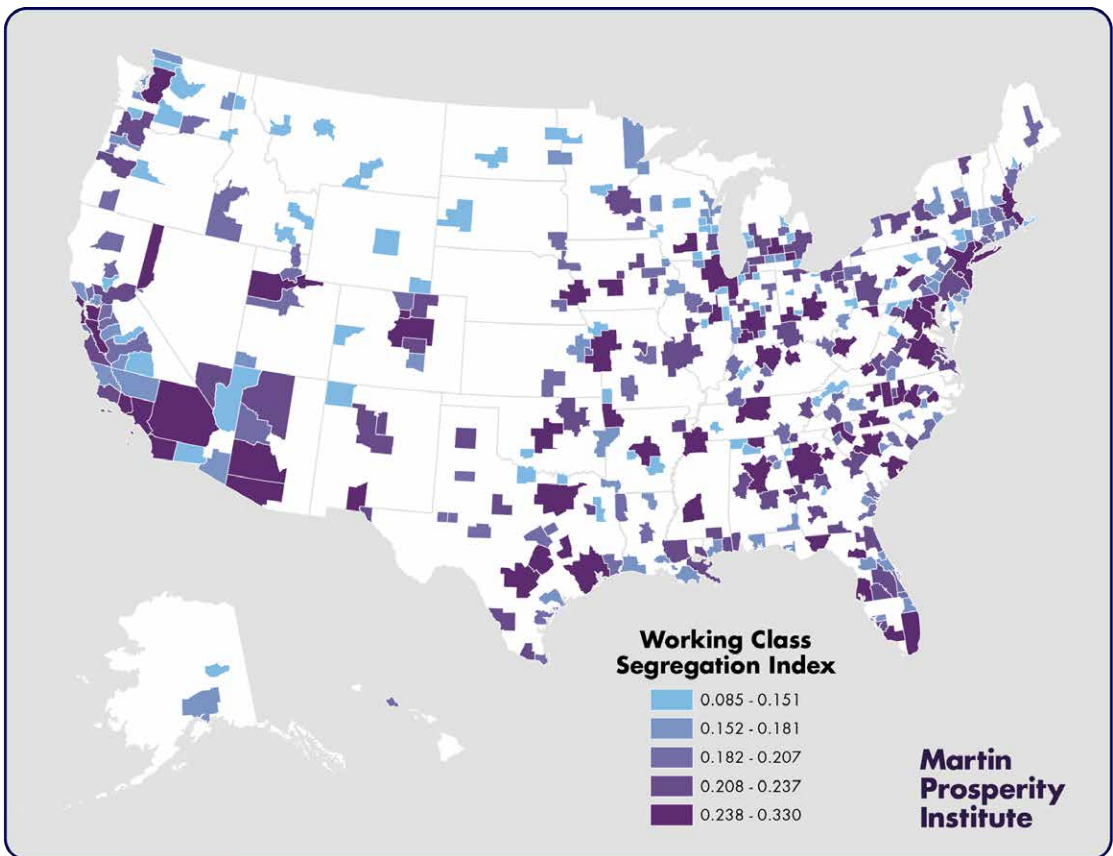 Working Class
Segregation Index
0.085 - 0.151
0.152 - 0.181
0.182 - 0.207
0.208 - 0.237
0.238 - 0.330
Martin
Prosperity
Institute